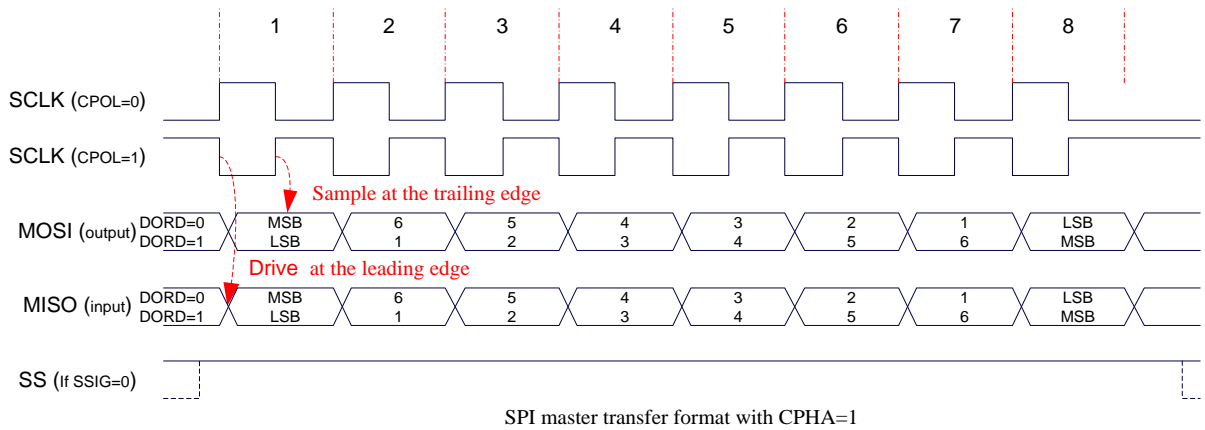 1 2 3 4 5 6 7 8
SCLK (CPOL=0)
SCLK (CPOL=1)
Sample at the trailing edge
MOSI (output) DORD=0 MSB 6 5 4 3 2 1 LSB
DORD=1 LSB 1 2 3 4 5 6 MSB
Drive at the leading edge
MISO (input) DORD=0 MSB 6 5 4 3 2 1 LSB
DORD=1 LSB 1 2 3 4 5 6 MSB
SS (If SSIG=0)
SPI master transfer format with CPHA=1